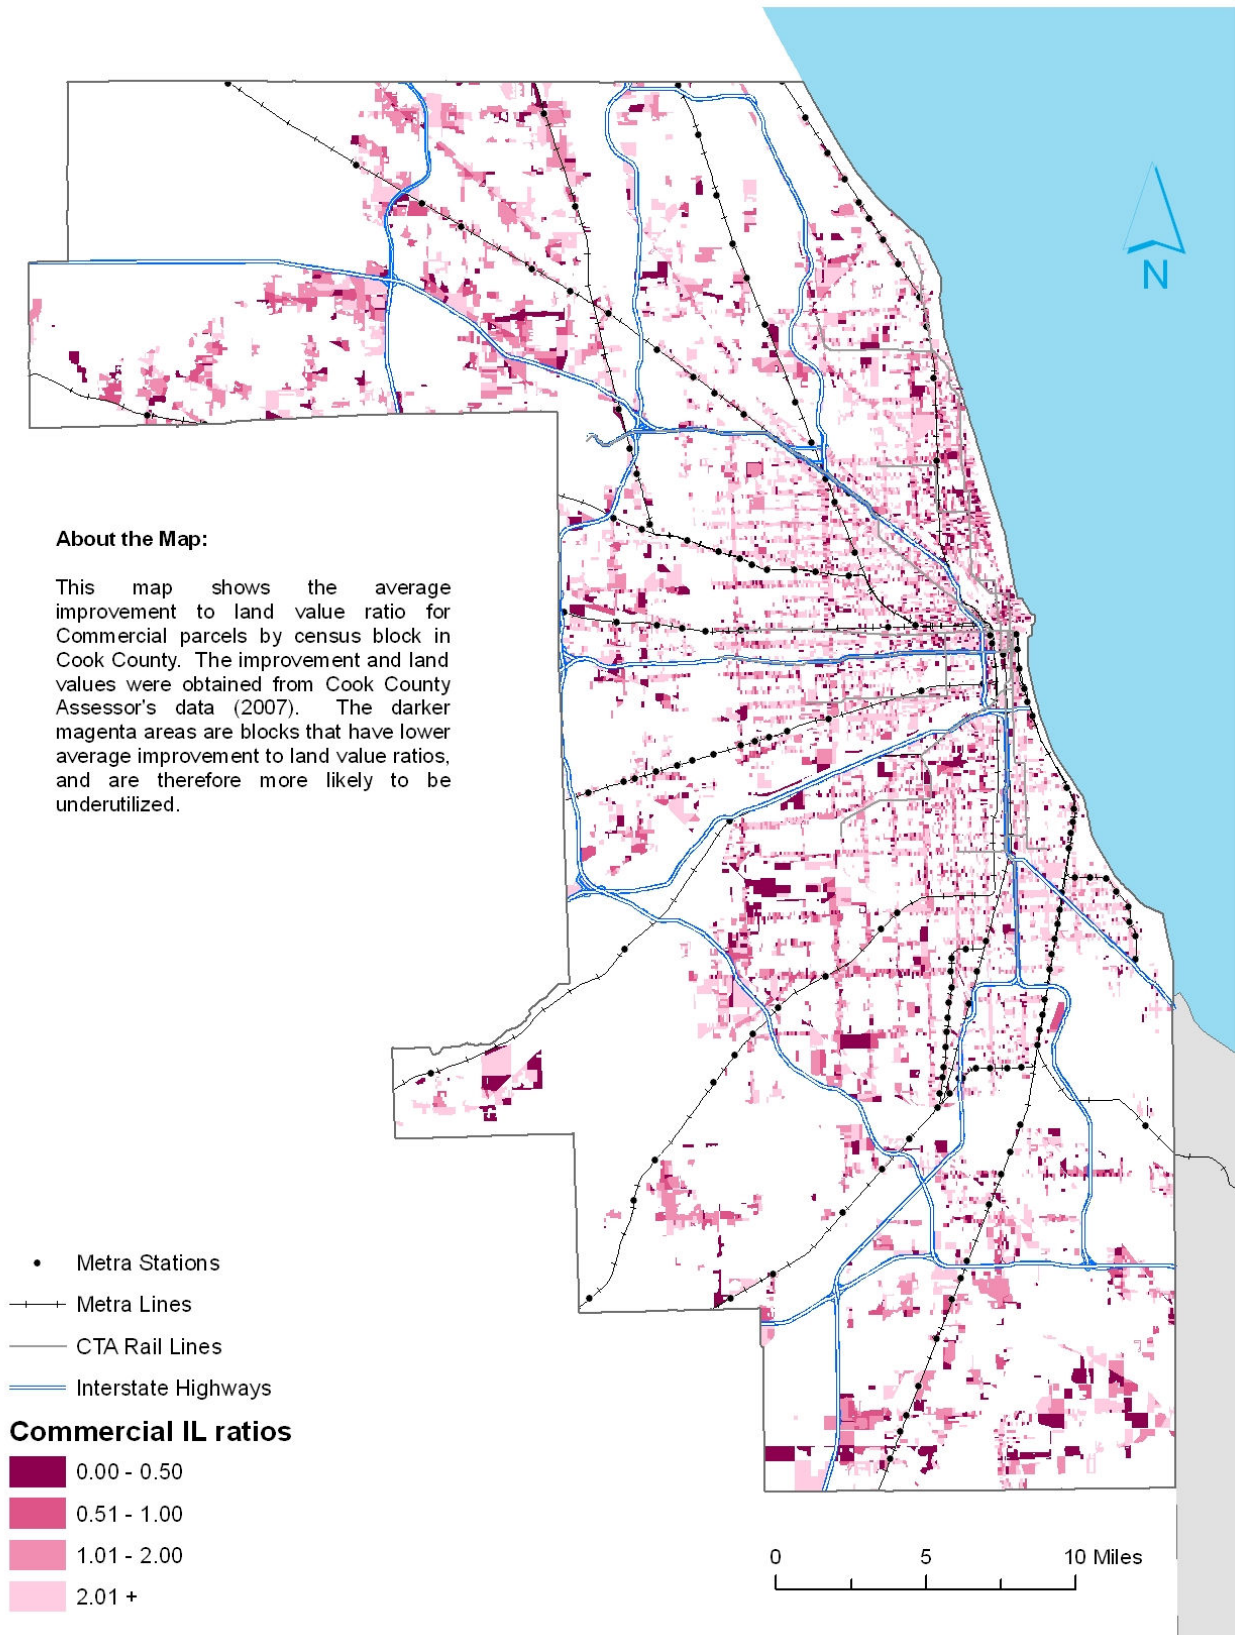 N
About the Map:
This map shows the average
improvement to land value ratio for
Commercial parcels by census block in
Cook County. The improvement and land
values were obtained from Cook County
Assessor's data (2007). The darker
magenta areas are blocks that have lower
average improvement to land value ratios,
and are therefore more likely to be
underutilized.
Metra Stations
Metra Lines
CTA Rail Lines
Interstate Highways
Commercial IL ratios
0.00 - 0.50
0.51 - 1.00
1.01 - 2.00
2.01 +
0 5 10 Miles